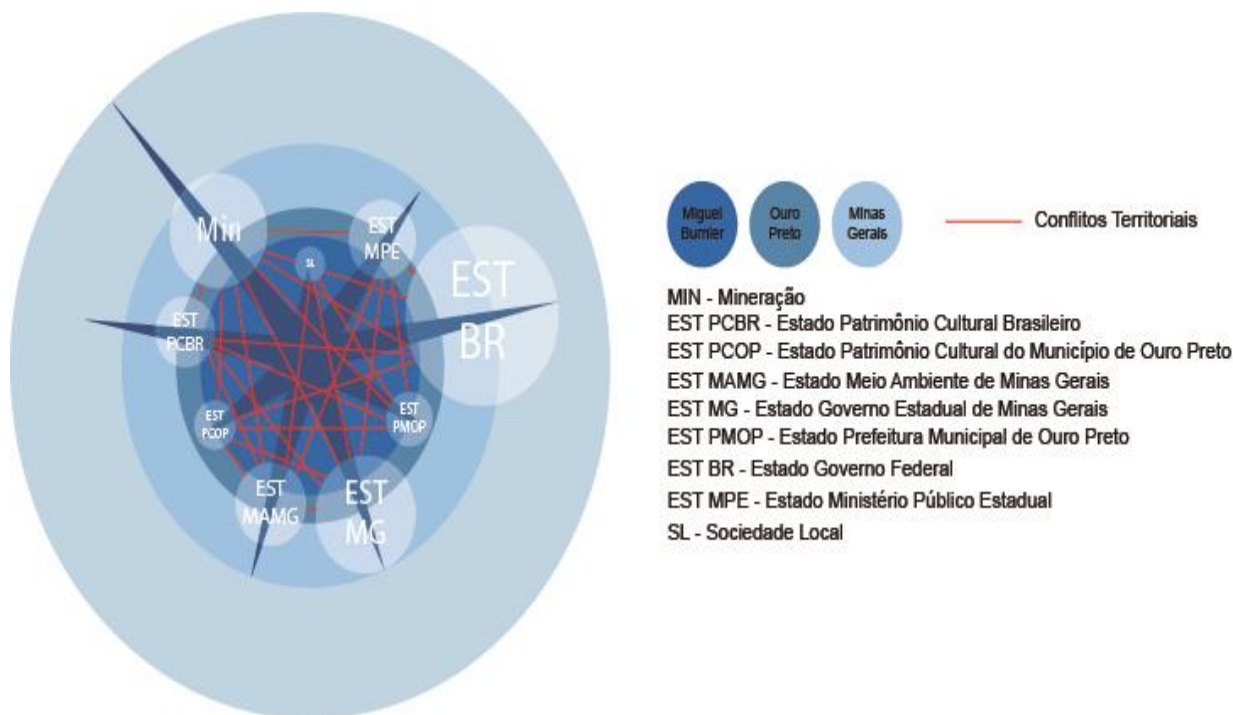 Min
EST
MPE
SL
EST
BR
EST
PCBR
EST
PCOP
EST
PMOP
EST
MAMG
EST
MG
Miguel
Burnier
Ouro
Preto
Minas
Gerais
Conflitos Territoriais
MIN - Mineração
EST PCBR - Estado Patrimônio Cultural Brasileiro
EST PCOP - Estado Patrimônio Cultural do Município de Ouro Preto
EST MAMG - Estado Meio Ambiente de Minas Gerais
EST MG - Estado Governo Estadual de Minas Gerais
EST PMOP - Estado Prefeitura Municipal de Ouro Preto
EST BR - Estado Governo Federal
EST MPE - Estado Ministério Público Estadual
SL - Sociedade Local